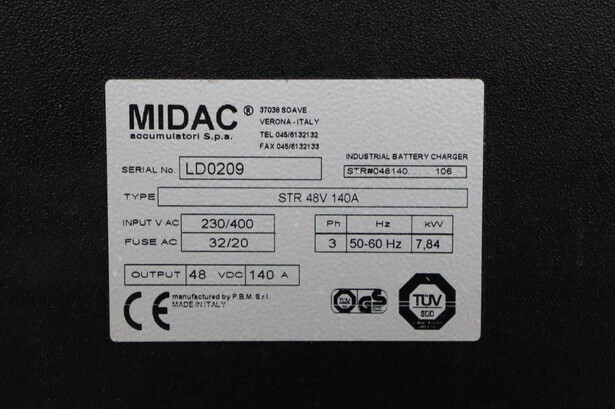 MIDAC®
accumulatori S.p.a.
37038 SOAVE
VERONA - ITALY
TEL 045/6132132
FAX 045/6132133
SERIAL No. LD0209
INDUSTRIAL BATTERY CHARGER
STR#048140...... 106
TYPE STR 48V 140A
INPUT V AC 230/400
FUSE AC 32/20
Ph Hz kW
3 50-60 Hz 7,84
OUTPUT 48 VDC 140 A
CE manufactured by P.B.M. S.r.l.
MADE IN ITALY
TÜV GS
TÜV